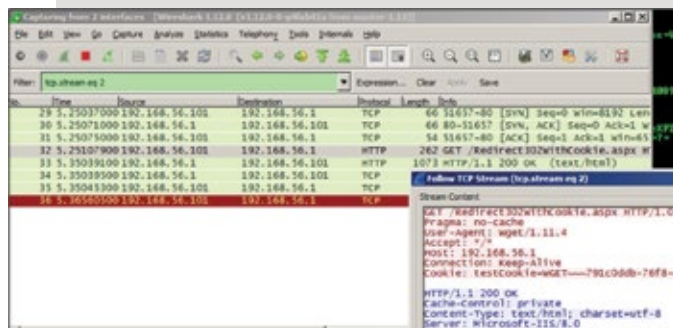 Capturing from 2 interfaces [Wireshark 1.12.0
File Edit View Go Capture Analyze Statistics Telephony Tools Internals Help
Filter: tcp.stream eq 2 Expression... Clear Apply Save
No. Time Source Destination Protocol Length Info
29 5.25037000 192.168.56.101 192.168.56.1 TCP 66 51657→80 [SYN] Seq=0 Win=8192 Len
30 5.25071000 192.168.56.1 192.168.56.101 TCP 66 80→51657 [SYN, ACK] Seq=0 Ack=1 W
31 5.25075000 192.168.56.101 192.168.56.1 TCP 54 51657→80 [ACK] Seq=1 Ack=1 Win=65
32 5.25107900 192.168.56.101 192.168.56.1 HTTP 262 GET /Redirect302WithCookie.aspx H
33 5.35039100 192.168.56.1 192.168.56.101 HTTP 1073 HTTP/1.1 200 OK (text/html)
34 5.35039500 192.168.56.1 192.168.56.101 TCP
35 5.35045300 192.168.56.101 192.168.56.1 TCP
36 5.36560500 192.168.56.101 192.168.56.1 TCP
Follow TCP Stream (tcp.stream eq 2)
Stream Content
GET /Redirect302WithCookie.aspx HTTP/1.0
Pragma: no-cache
User-Agent: Wget/1.11.4
Accept: */*
Host: 192.168.56.1
Connection: Keep-Alive
Cookie: testCookie=WGET
HTTP/1.1 200 OK
Cache-Control: private
Content-Type: text/html; charset=utf-8
Server: Microsoft-IIS/8.0